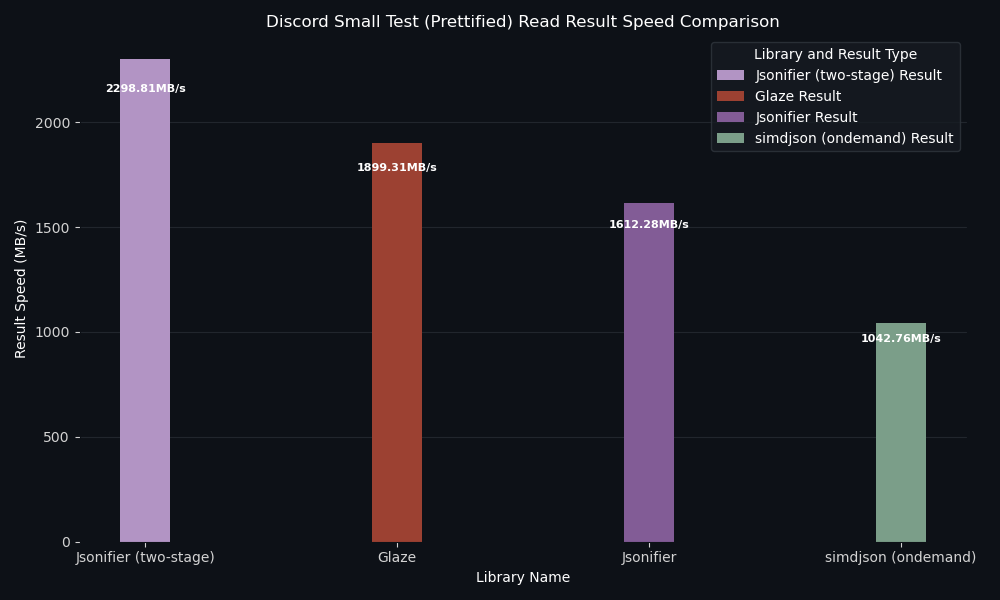 Discord Small Test (Prettified) Read Result Speed Comparison
Library and Result Type
Jsonifier (two-stage) Result
Glaze Result
Jsonifier Result
simdjson (ondemand) Result
2298.81MB/s
1899.31MB/s
1612.28MB/s
1042.76MB/s
Result Speed (MB/s)
2000
1500
1000
500
0
Jsonifier (two-stage)
Glaze
Jsonifier
simdjson (ondemand)
Library Name